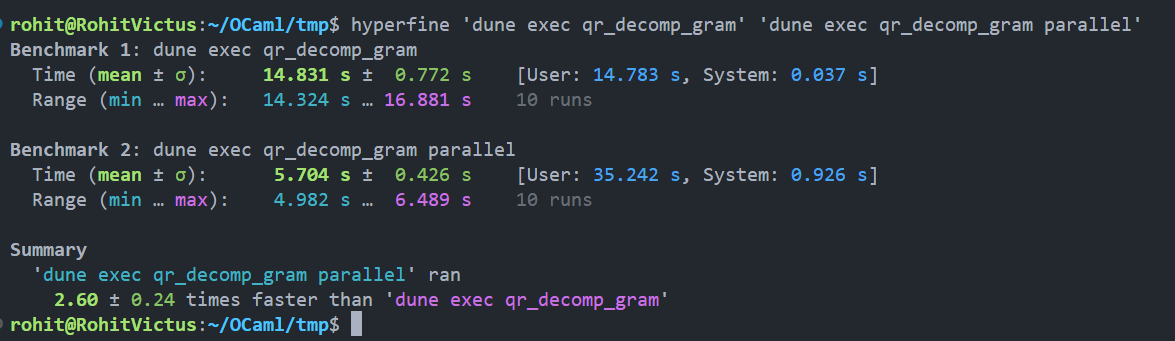 rohit@RohitVictus:~/OCaml/tmp$ hyperfine 'dune exec qr_decomp_gram' 'dune exec qr_decomp_gram parallel'
Benchmark 1: dune exec qr_decomp_gram
  Time (mean ± σ):     14.831 s ±  0.772 s    [User: 14.783 s, System: 0.037 s]
  Range (min … max):   14.324 s … 16.881 s    10 runs

Benchmark 2: dune exec qr_decomp_gram parallel
  Time (mean ± σ):      5.704 s ±  0.426 s    [User: 35.242 s, System: 0.926 s]
  Range (min … max):    4.982 s …  6.489 s    10 runs

Summary
  'dune exec qr_decomp_gram parallel' ran
    2.60 ± 0.24 times faster than 'dune exec qr_decomp_gram'
rohit@RohitVictus:~/OCaml/tmp$